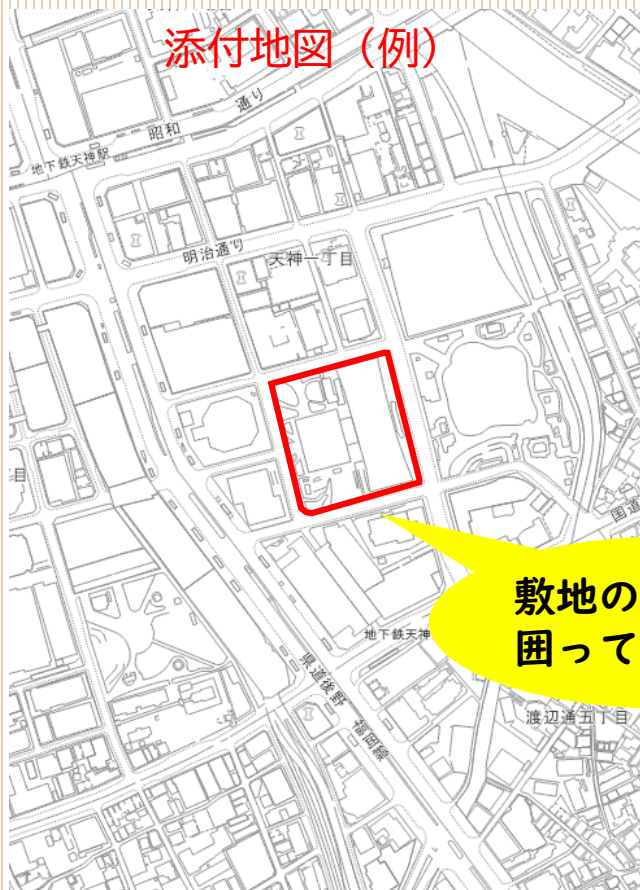 添付地図（例）
通り
昭和
地下鉄天神駅
明治通り
天神一丁目
目
国道
敷地の
囲って
地下鉄天神
県道後野
福岡線
渡辺通五丁目